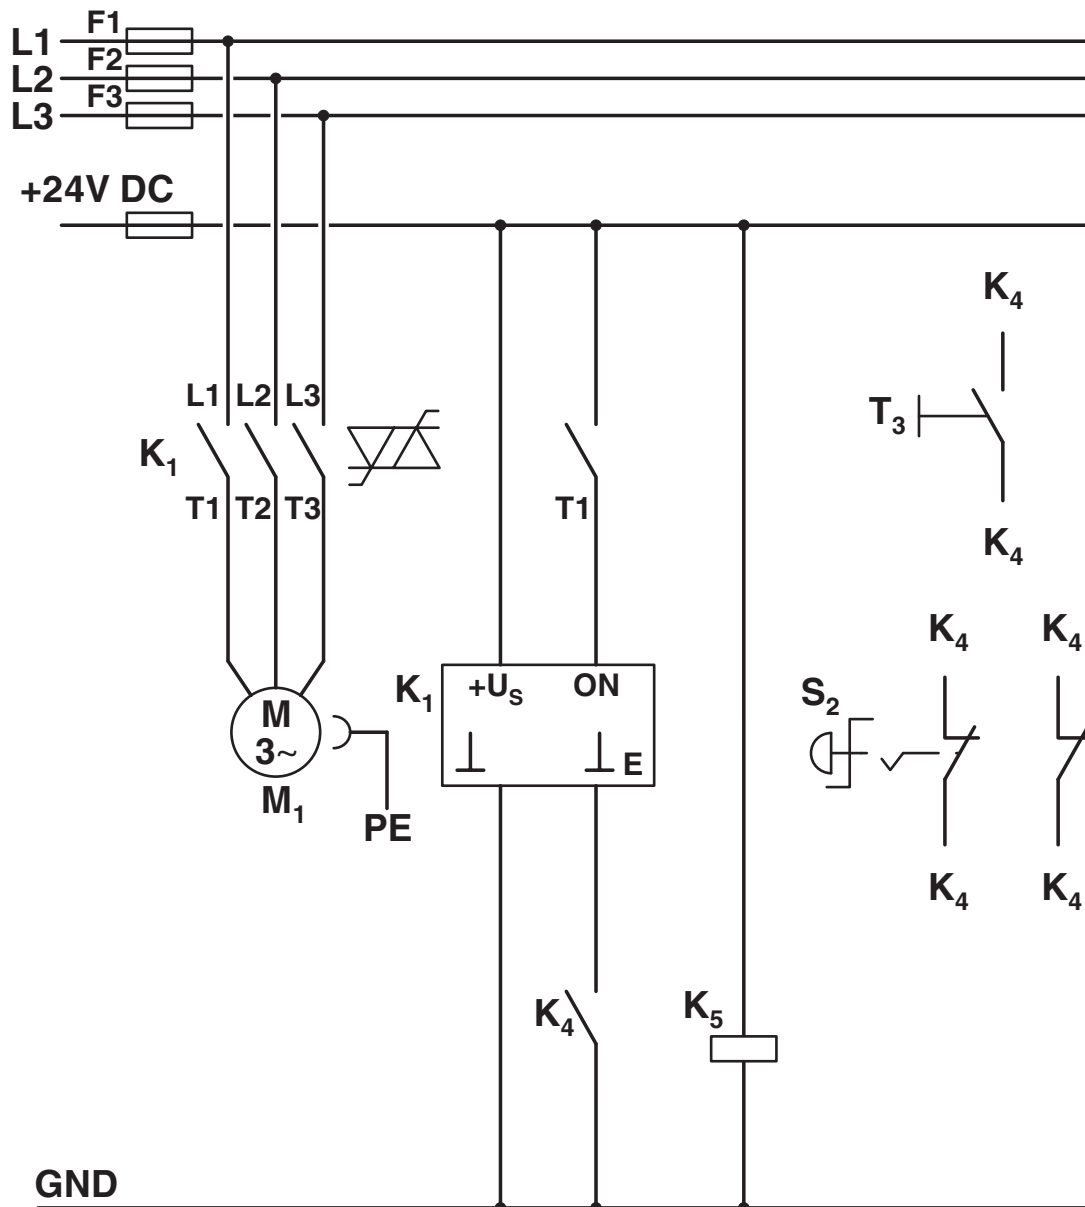 F1
L1
F2
L2
F3
L3
+24V DC
K4
L1 L2 L3
T3
K1
T1 T2 T3
T1
K4
K4 K4
K1 +US ON
S2
M
3~
E
M1
PE
K4 K4
K4
K5
GND